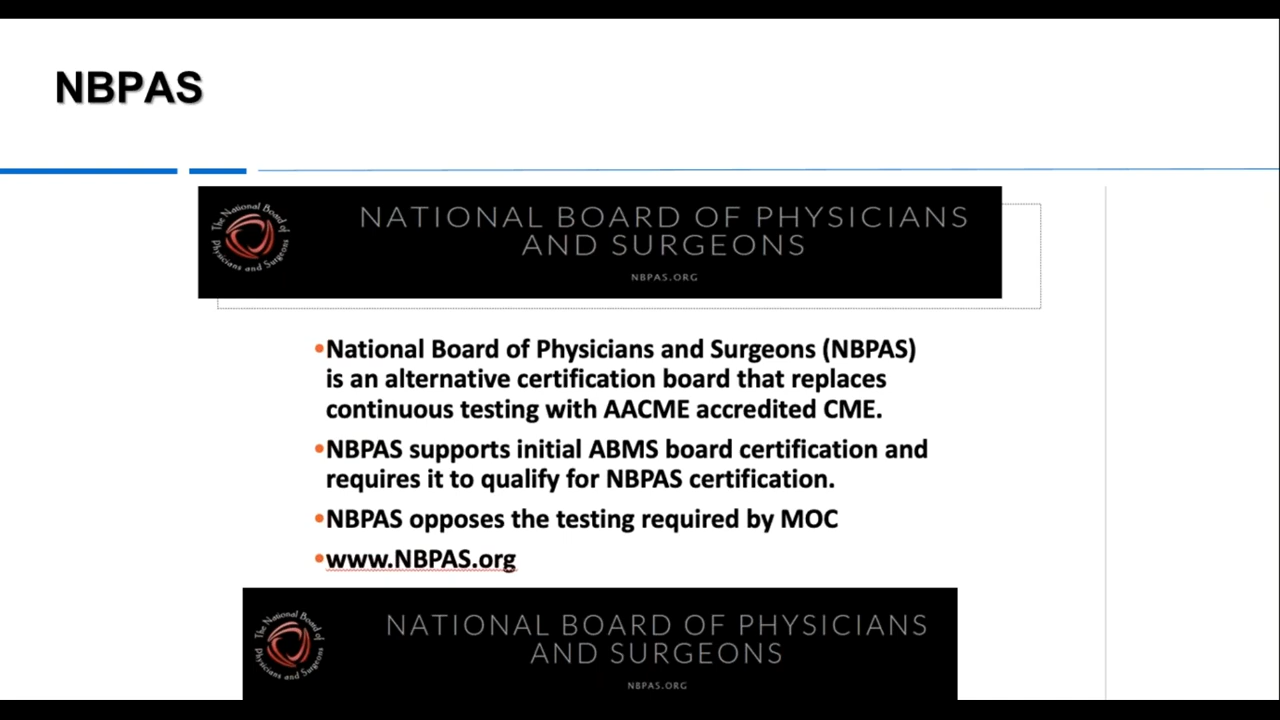 NBPAS
The National Board of
Physicians and Surgeons
NATIONAL BOARD OF PHYSICIANS
AND SURGEONS
NBPAS.ORG
•National Board of Physicians and Surgeons (NBPAS)
is an alternative certification board that replaces
continuous testing with AACME accredited CME.
•NBPAS supports initial ABMS board certification and
requires it to qualify for NBPAS certification.
•NBPAS opposes the testing required by MOC
•www.NBPAS.org
The National Board of
Physicians and Surgeons
NATIONAL BOARD OF PHYSICIANS
AND SURGEONS
NBPAS.ORG